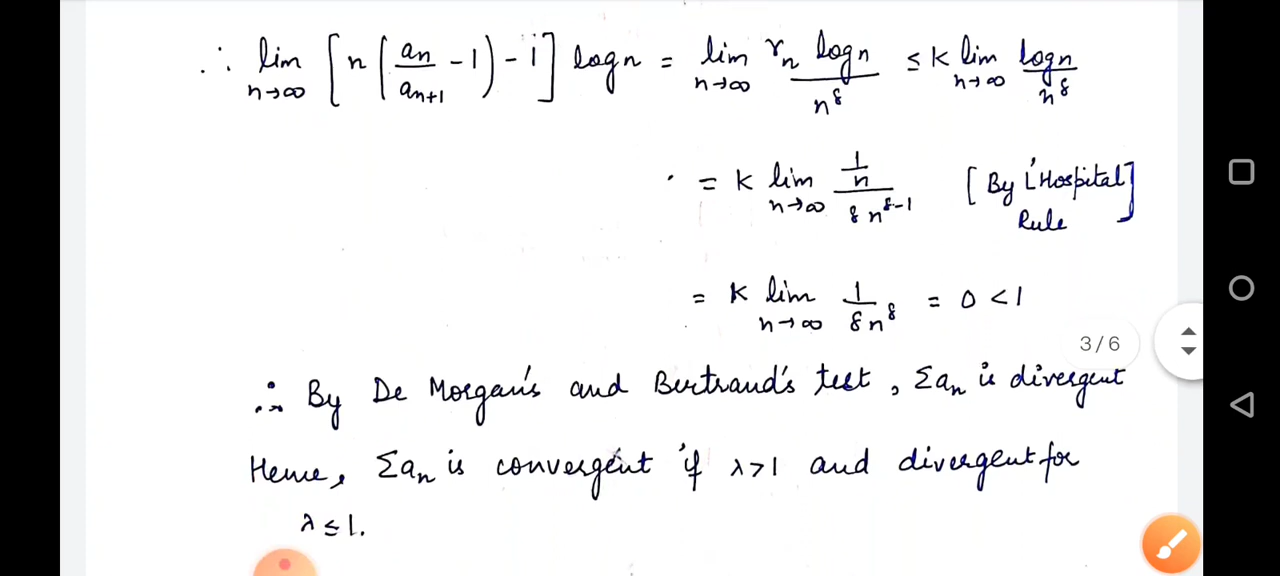 ∴ lim n→∞ [ n ( an/an+1 − 1 ) − 1 ] log n = lim n→∞ rn log n / n^δ ≤ K lim n→∞ log n / n^δ
= K lim n→∞ (1/n) / (δ n^δ−1) [ By L'Hospital Rule ]
= K lim n→∞ 1 / (δ n^δ) = 0 < 1
3/6
∴ By De Morgan's and Bertrand's test, Σan is divergent
Hence, Σan is convergent if λ>1 and divergent for
λ ≤ 1.